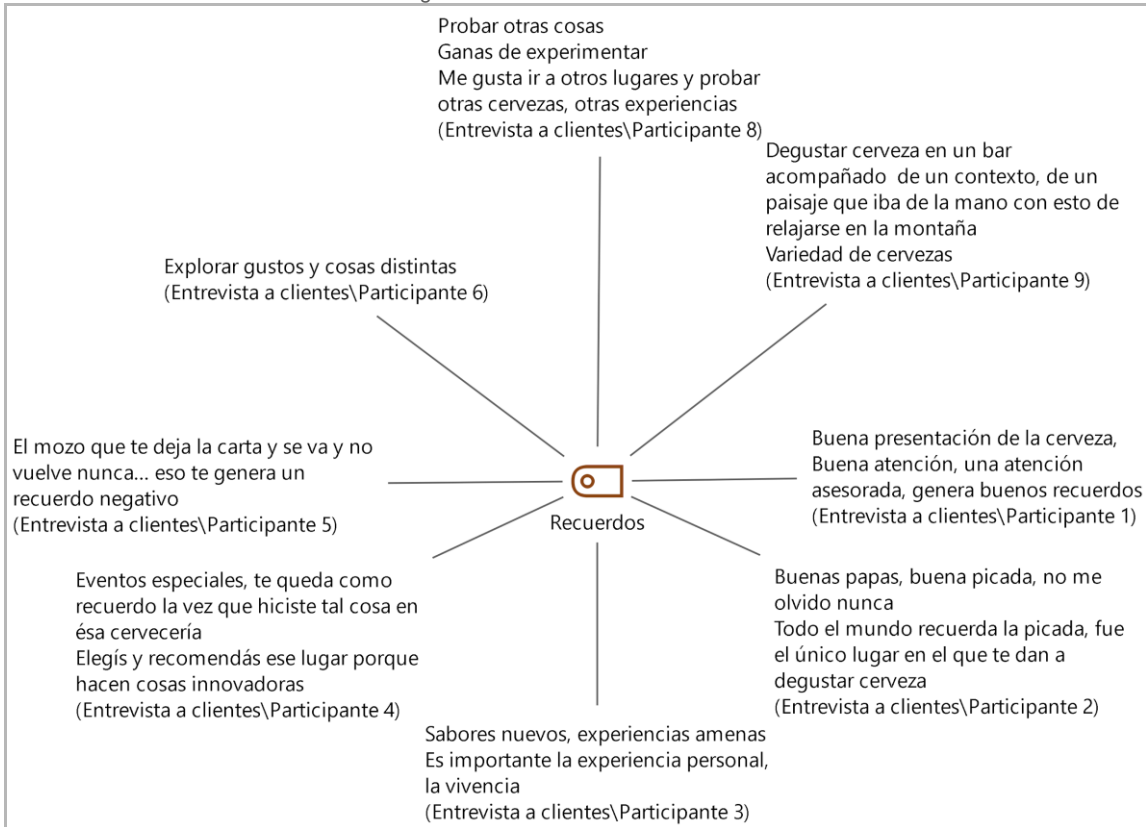 Probar otras cosas
Ganas de experimentar
Me gusta ir a otros lugares y probar
otras cervezas, otras experiencias
(Entrevista a clientes\Participante 8)
Degustar cerveza en un bar
acompañado  de un contexto, de un
paisaje que iba de la mano con esto de
relajarse en la montaña
Variedad de cervezas
(Entrevista a clientes\Participante 9)
Explorar gustos y cosas distintas
(Entrevista a clientes\Participante 6)
El mozo que te deja la carta y se va y no
vuelve nunca... eso te genera un
recuerdo negativo
(Entrevista a clientes\Participante 5)
Buena presentación de la cerveza,
Buena atención, una atención
asesorada, genera buenos recuerdos
(Entrevista a clientes\Participante 1)
Recuerdos
Eventos especiales, te queda como
recuerdo la vez que hiciste tal cosa en
ésa cervecería
Elegís y recomendás ese lugar porque
hacen cosas innovadoras
(Entrevista a clientes\Participante 4)
Buenas papas, buena picada, no me
olvido nunca
Todo el mundo recuerda la picada, fue
el único lugar en el que te dan a
degustar cerveza
(Entrevista a clientes\Participante 2)
Sabores nuevos, experiencias amenas
Es importante la experiencia personal,
la vivencia
(Entrevista a clientes\Participante 3)